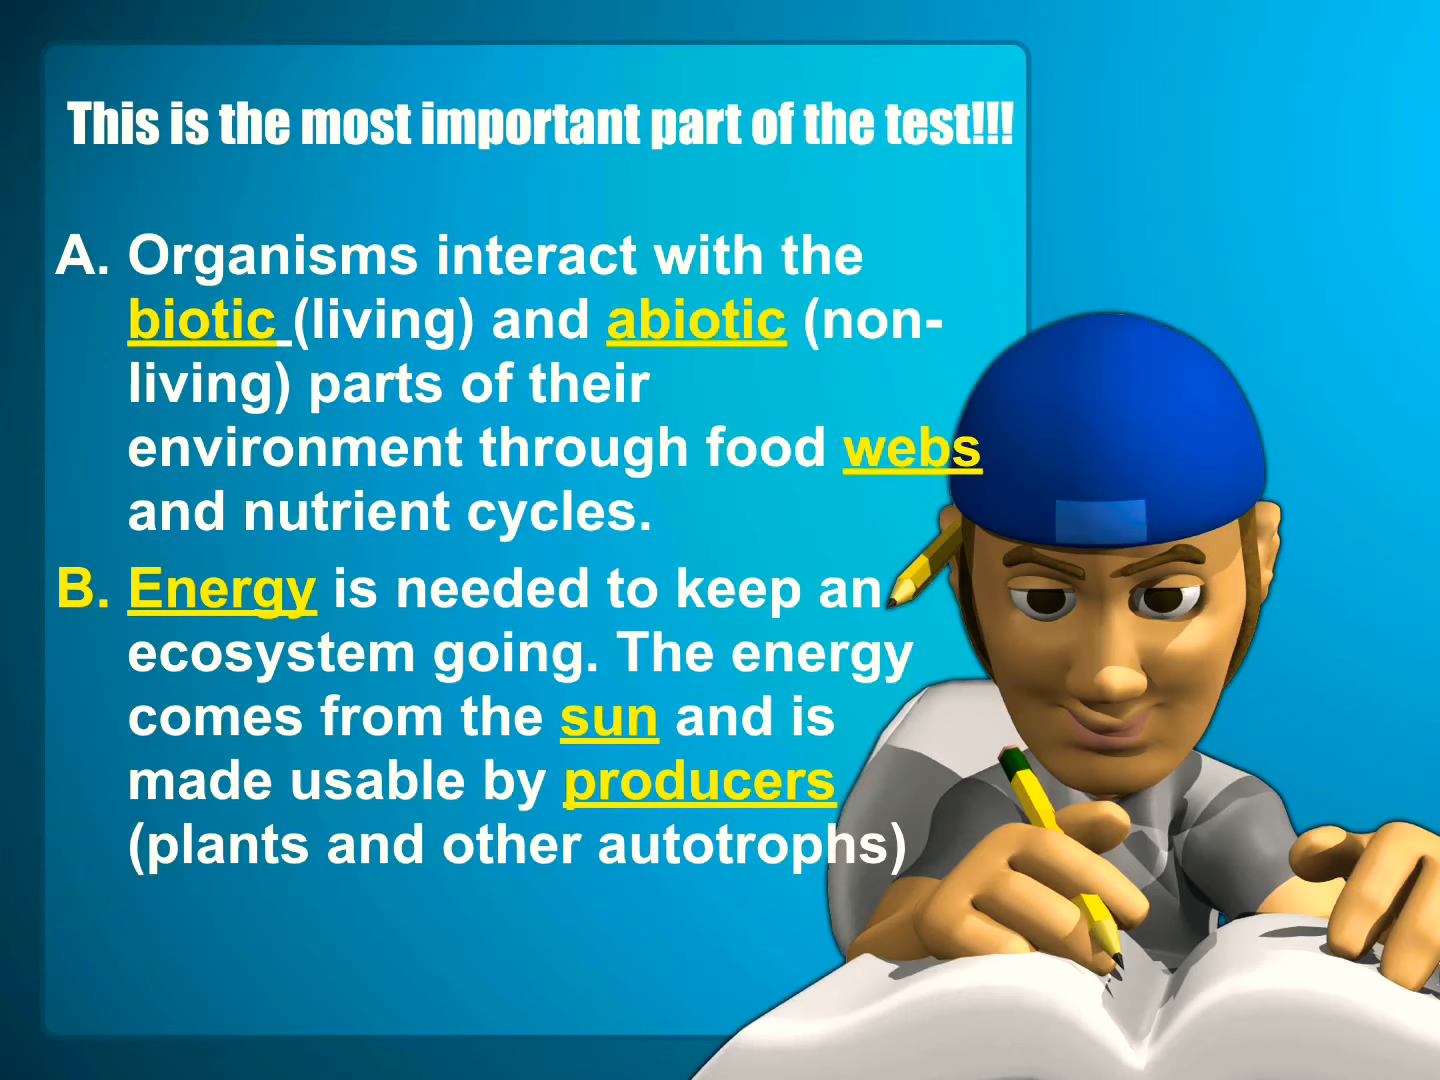 This is the most important part of the test!!!
A. Organisms interact with the
biotic (living) and abiotic (non-
living) parts of their
environment through food webs
and nutrient cycles.
B. Energy is needed to keep an
ecosystem going. The energy
comes from the sun and is
made usable by producers
(plants and other autotrophs)